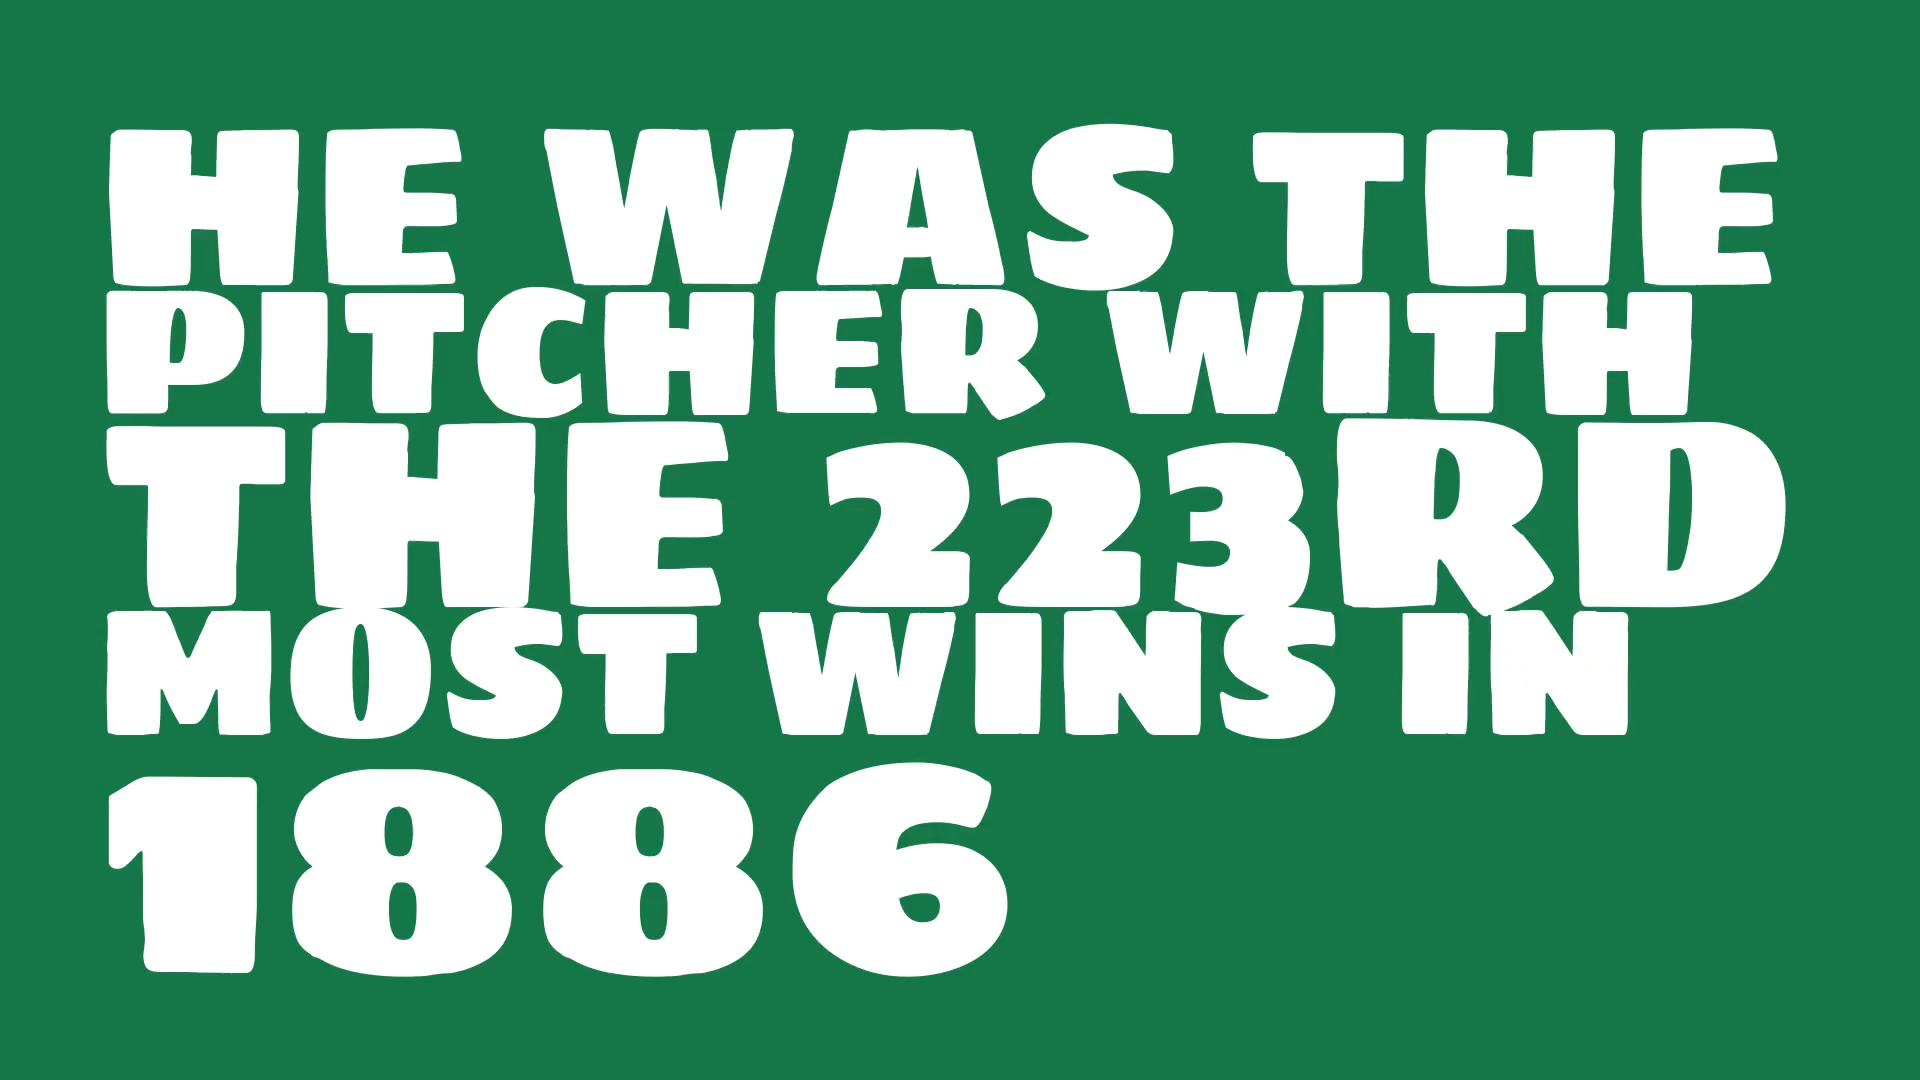 HE WAS THE
PITCHER WITH
THE 223RD
MOST WINS IN
1886